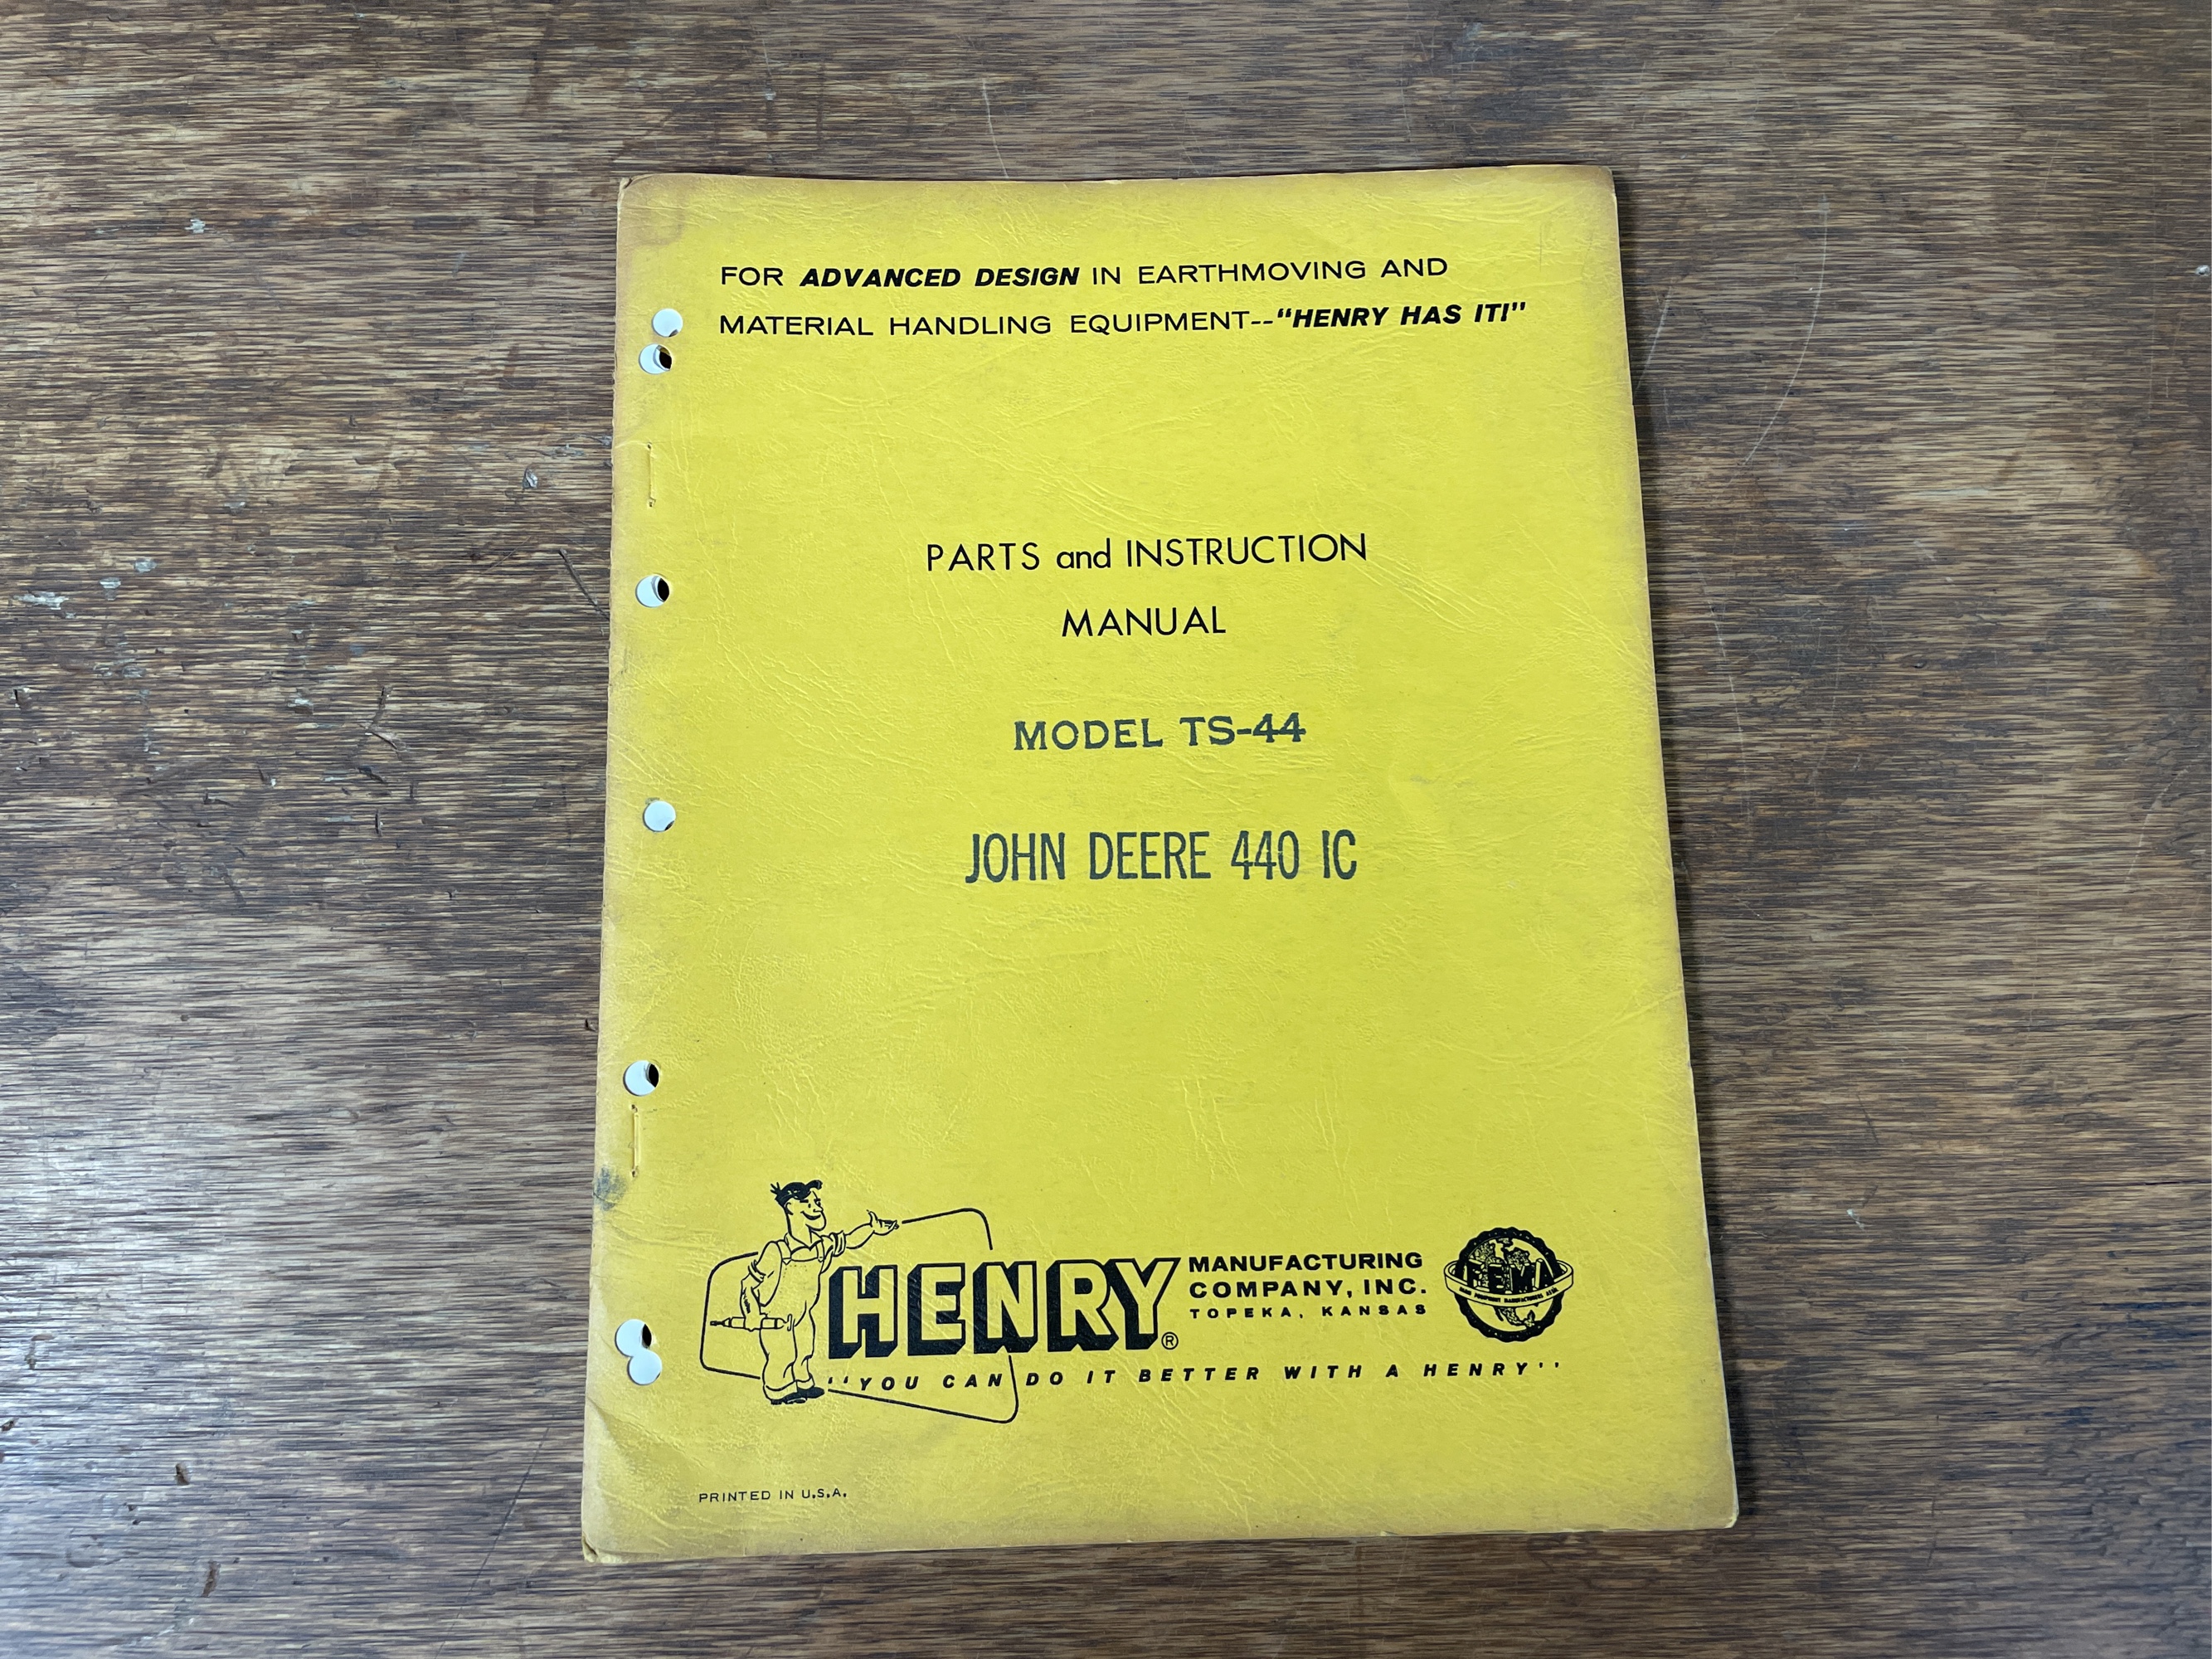 FOR ADVANCED DESIGN IN EARTHMOVING AND
MATERIAL HANDLING EQUIPMENT--"HENRY HAS IT!"
PARTS and INSTRUCTION
MANUAL
MODEL TS-44
JOHN DEERE 440 IC
HENRY®
MANUFACTURING
COMPANY, INC.
TOPEKA, KANSAS
FEMA
"YOU CAN DO IT BETTER WITH A HENRY"
PRINTED IN U.S.A.